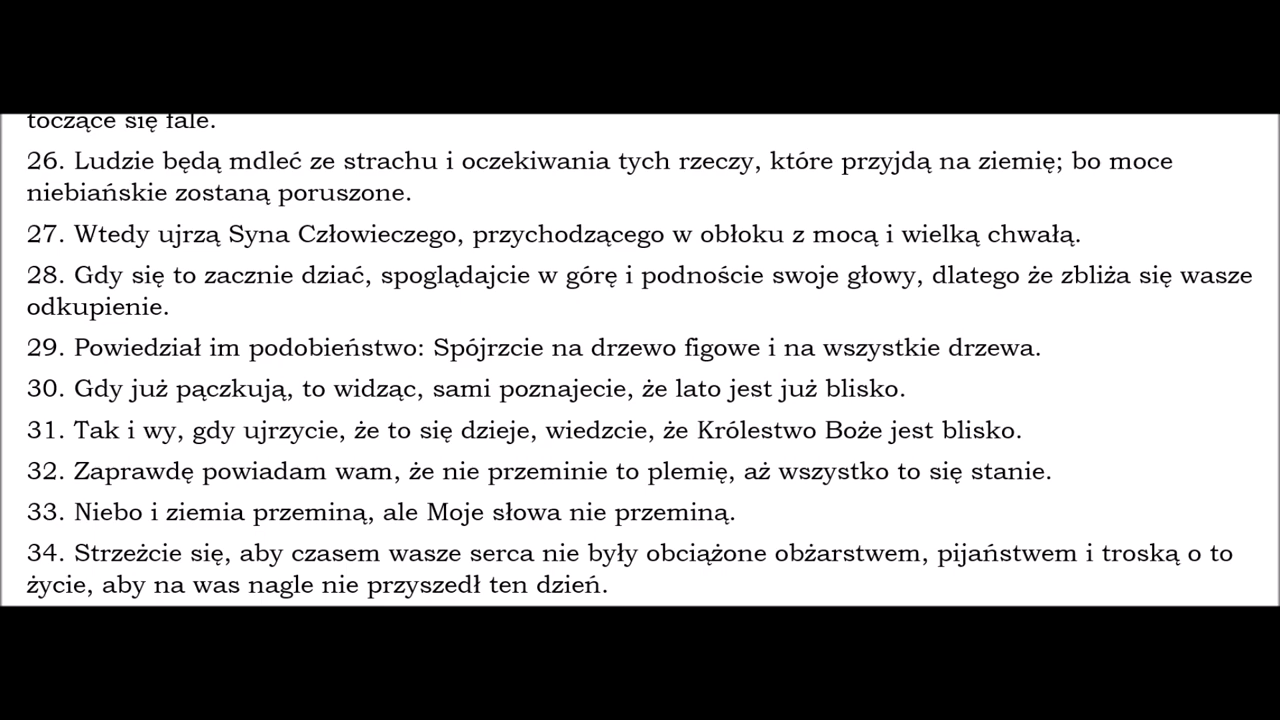 toczące się fale.
26. Ludzie będą mdleć ze strachu i oczekiwania tych rzeczy, które przyjdą na ziemię; bo moce
niebiańskie zostaną poruszone.
27. Wtedy ujrzą Syna Człowieczego, przychodzącego w obłoku z mocą i wielką chwałą.
28. Gdy się to zacznie dziać, spoglądajcie w górę i podnoście swoje głowy, dlatego że zbliża się wasze
odkupienie.
29. Powiedział im podobieństwo: Spójrzcie na drzewo figowe i na wszystkie drzewa.
30. Gdy już pączkują, to widząc, sami poznajecie, że lato jest już blisko.
31. Tak i wy, gdy ujrzycie, że to się dzieje, wiedzcie, że Królestwo Boże jest blisko.
32. Zaprawdę powiadam wam, że nie przeminie to plemię, aż wszystko to się stanie.
33. Niebo i ziemia przeminą, ale Moje słowa nie przeminą.
34. Strzeżcie się, aby czasem wasze serca nie były obciążone obżarstwem, pijaństwem i troską o to
życie, aby na was nagle nie przyszedł ten dzień.